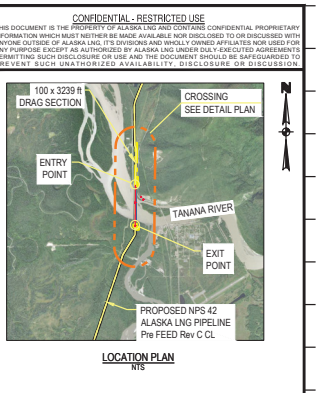 CONFIDENTIAL - RESTRICTED USE
HIS DOCUMENT IS THE PROPERTY OF ALASKA LNG AND CONTAINS CONFIDENTIAL PROPRIETARY
FORMATION WHICH MUST NEITHER BE MADE AVAILABLE NOR DISCLOSED TO OR DISCUSSED WITH
NYONE OUTSIDE OF ALASKA LNG, IT'S DIVISIONS AND WHOLLY OWNED AFFILIATES NOR USED FOR
NY PURPOSE EXCEPT AS AUTHORIZED BY ALASKA LNG UNDER DULY-EXECUTED AGREEMENTS
ERMITTING SUCH DISCLOSURE OR USE AND THE DOCUMENT SHOULD BE SAFEGUARDED TO
REVENT SUCH UNAUTHORIZED AVAILABILITY, DISCLOSURE OR DISCUSSION.
100 x 3239 ft
DRAG SECTION
CROSSING
SEE DETAIL PLAN
N
ENTRY
POINT
TANANA RIVER
EXIT
POINT
PROPOSED NPS 42
ALASKA LNG PIPELINE
Pre FEED Rev C CL
LOCATION PLAN
NTS